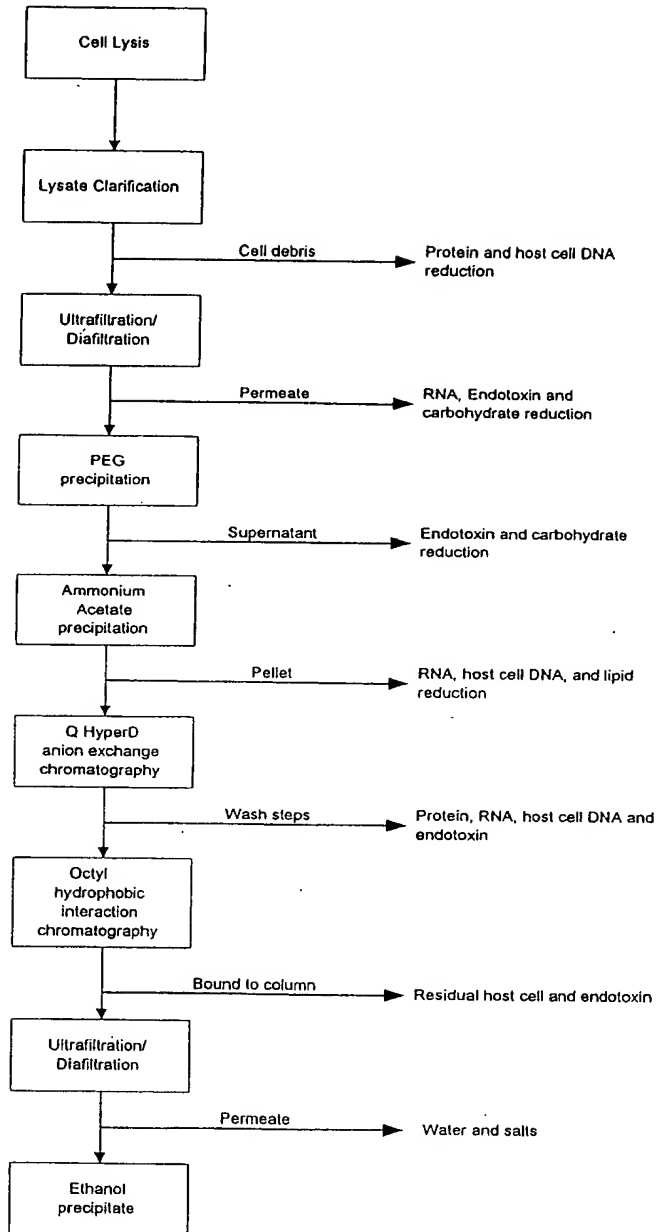 Cell Lysis
Lysate Clarification
Cell debris
Protein and host cell DNA
reduction
Ultrafiltration/
Diafiltration
Permeate
RNA, Endotoxin and
carbohydrate reduction
PEG
precipitation
Supernatant
Endotoxin and carbohydrate
reduction
Ammonium
Acetate
precipitation
Pellet
RNA, host cell DNA, and lipid
reduction
Q HyperD
anion exchange
chromatography
Wash steps
Protein, RNA, host cell DNA and
endotoxin
Octyl
hydrophobic
interaction
chromatography
Bound to column
Residual host cell and endotoxin
Ultrafiltration/
Diafiltration
Permeate
Water and salts
Ethanol
precipitate